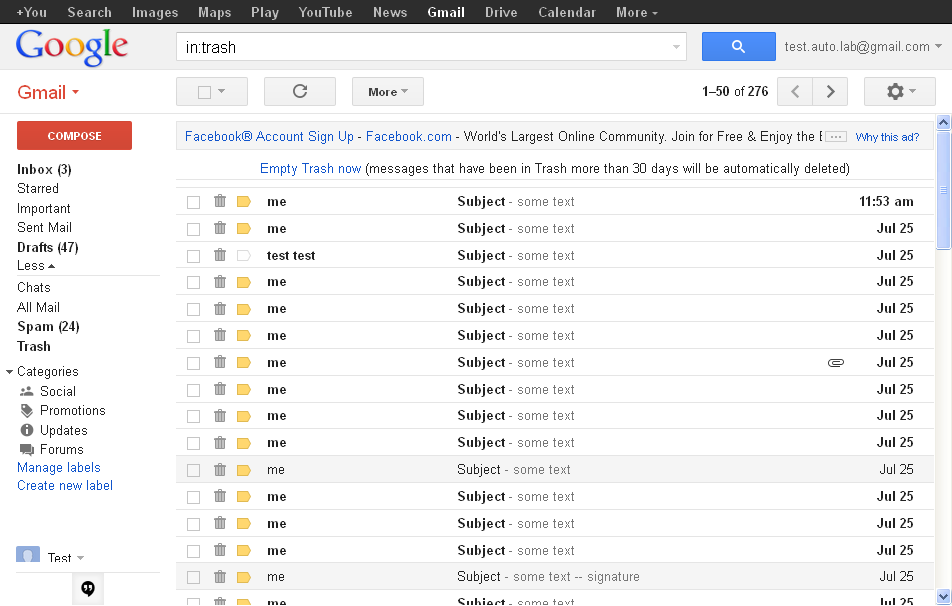 +You Search Images Maps Play YouTube News Gmail Drive Calendar More
Google in:trash test.auto.lab@gmail.com
Gmail More 1–50 of 276
COMPOSE
Inbox (3)
Starred
Important
Sent Mail
Drafts (47)
Less
Chats
All Mail
Spam (24)
Trash
Categories
Social
Promotions
Updates
Forums
Manage labels
Create new label
Test
Facebook® Account Sign Up - Facebook.com - World's Largest Online Community. Join for Free & Enjoy the Why this ad?
Empty Trash now (messages that have been in Trash more than 30 days will be automatically deleted)
me Subject - some text 11:53 am
me Subject - some text Jul 25
test test Subject - some text Jul 25
me Subject - some text Jul 25
me Subject - some text Jul 25
me Subject - some text Jul 25
me Subject - some text Jul 25
me Subject - some text Jul 25
me Subject - some text Jul 25
me Subject - some text Jul 25
me Subject - some text Jul 25
me Subject - some text Jul 25
me Subject - some text Jul 25
me Subject - some text Jul 25
me Subject - some text -- signature Jul 25
me Subject - some text Jul 25